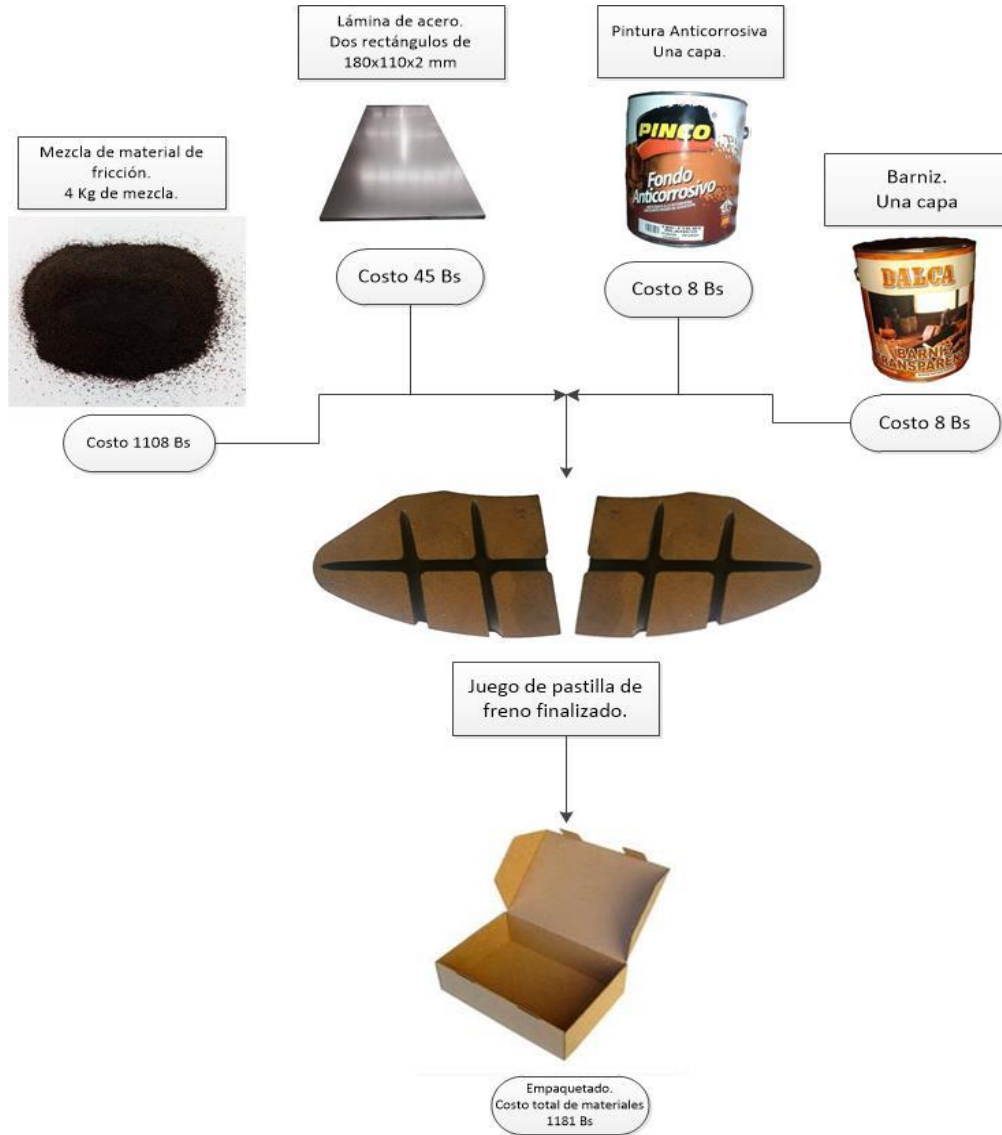 Lámina de acero.
Dos rectángulos de
180x110x2 mm
Pintura Anticorrosiva
Una capa.
PINCO
Fondo
Anticorrosivo
Mezcla de material de
fricción.
4 Kg de mezcla.
Barniz.
Una capa
DALCA
BARNIZ
TRANSPARENTE
Costo 45 Bs
Costo 8 Bs
Costo 1108 Bs
Costo 8 Bs
Juego de pastilla de
freno finalizado.
Empaquetado.
Costo total de materiales
1181 Bs